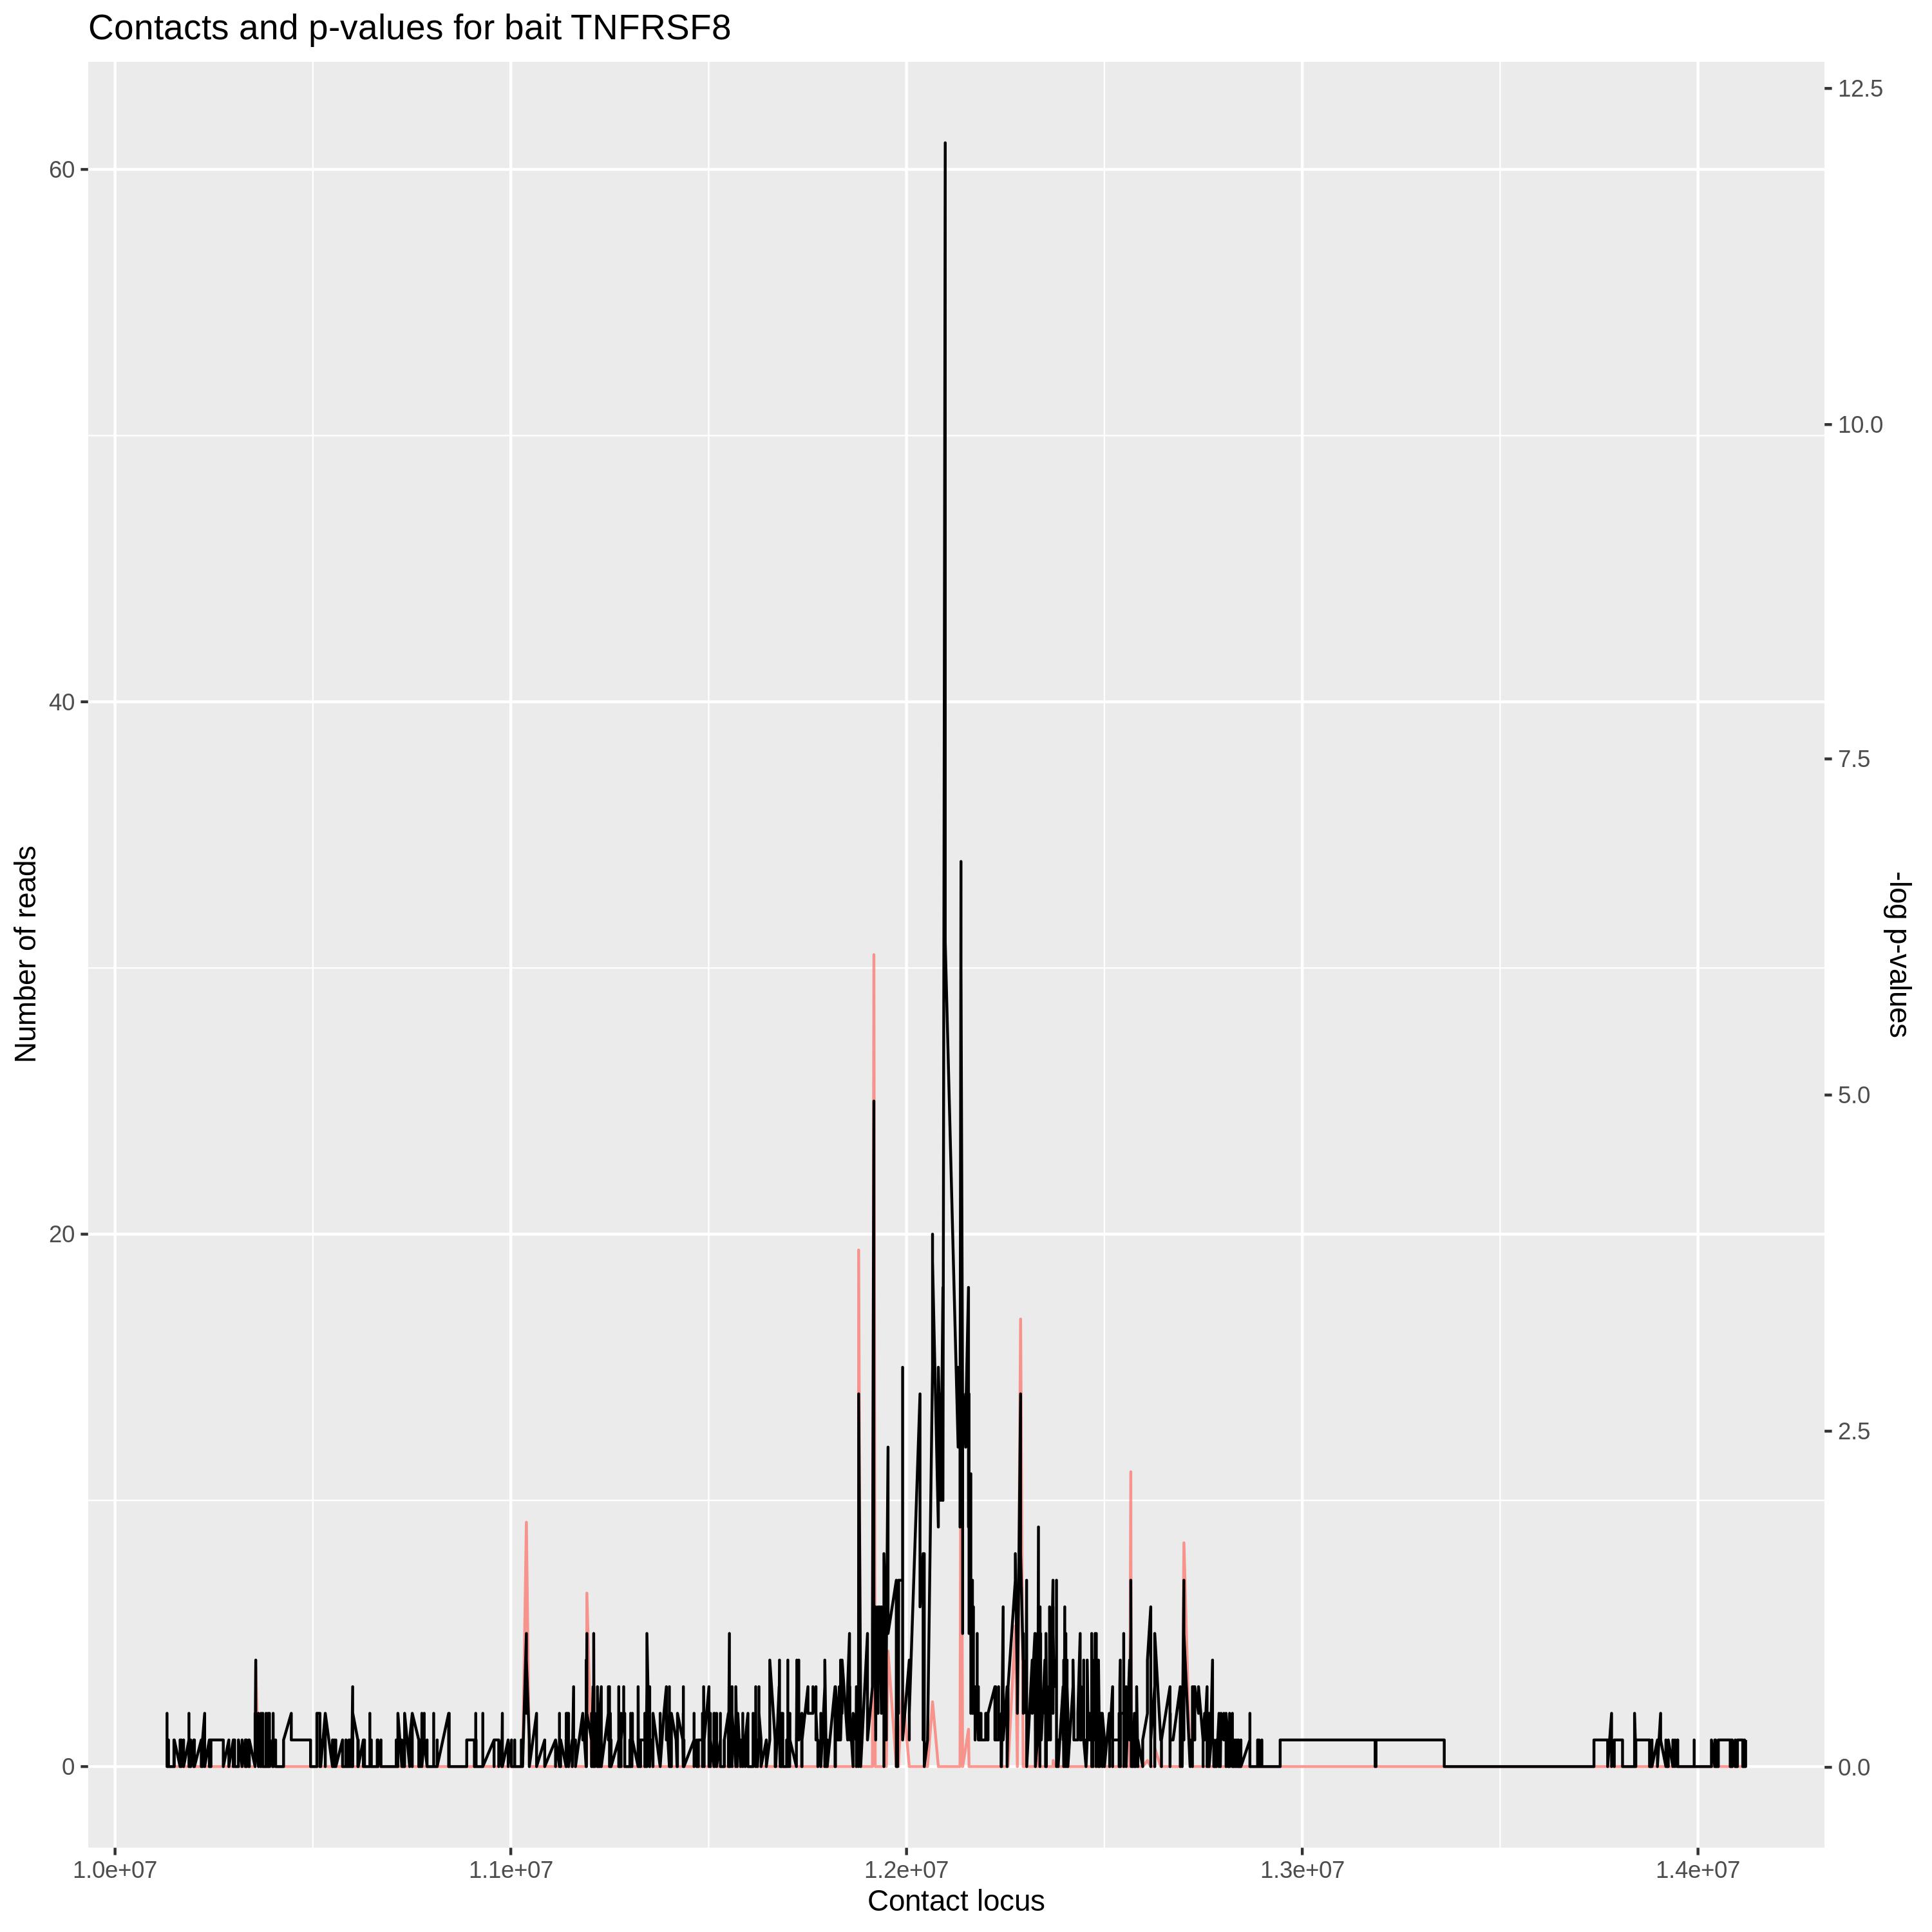 Contacts and p-values for bait TNFRSF8
Number of reads
60
40
20
0
12.5
10.0
7.5
5.0
2.5
0.0
-log p-values
1.0e+07
1.1e+07
1.2e+07
1.3e+07
1.4e+07
Contact locus